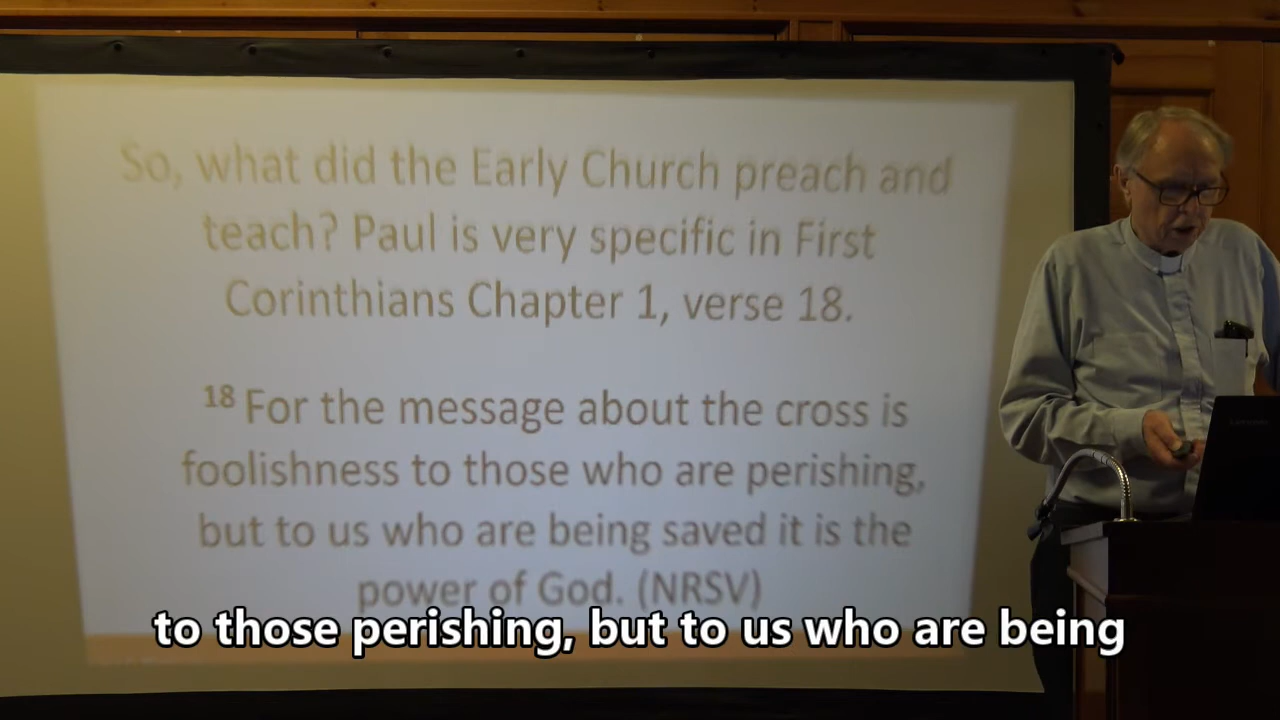 So, what did the Early Church preach and
teach? Paul is very specific in First
Corinthians Chapter 1, verse 18.
18 For the message about the cross is
foolishness to those who are perishing,
but to us who are being saved it is the
power of God. (NRSV)
to those perishing, but to us who are being